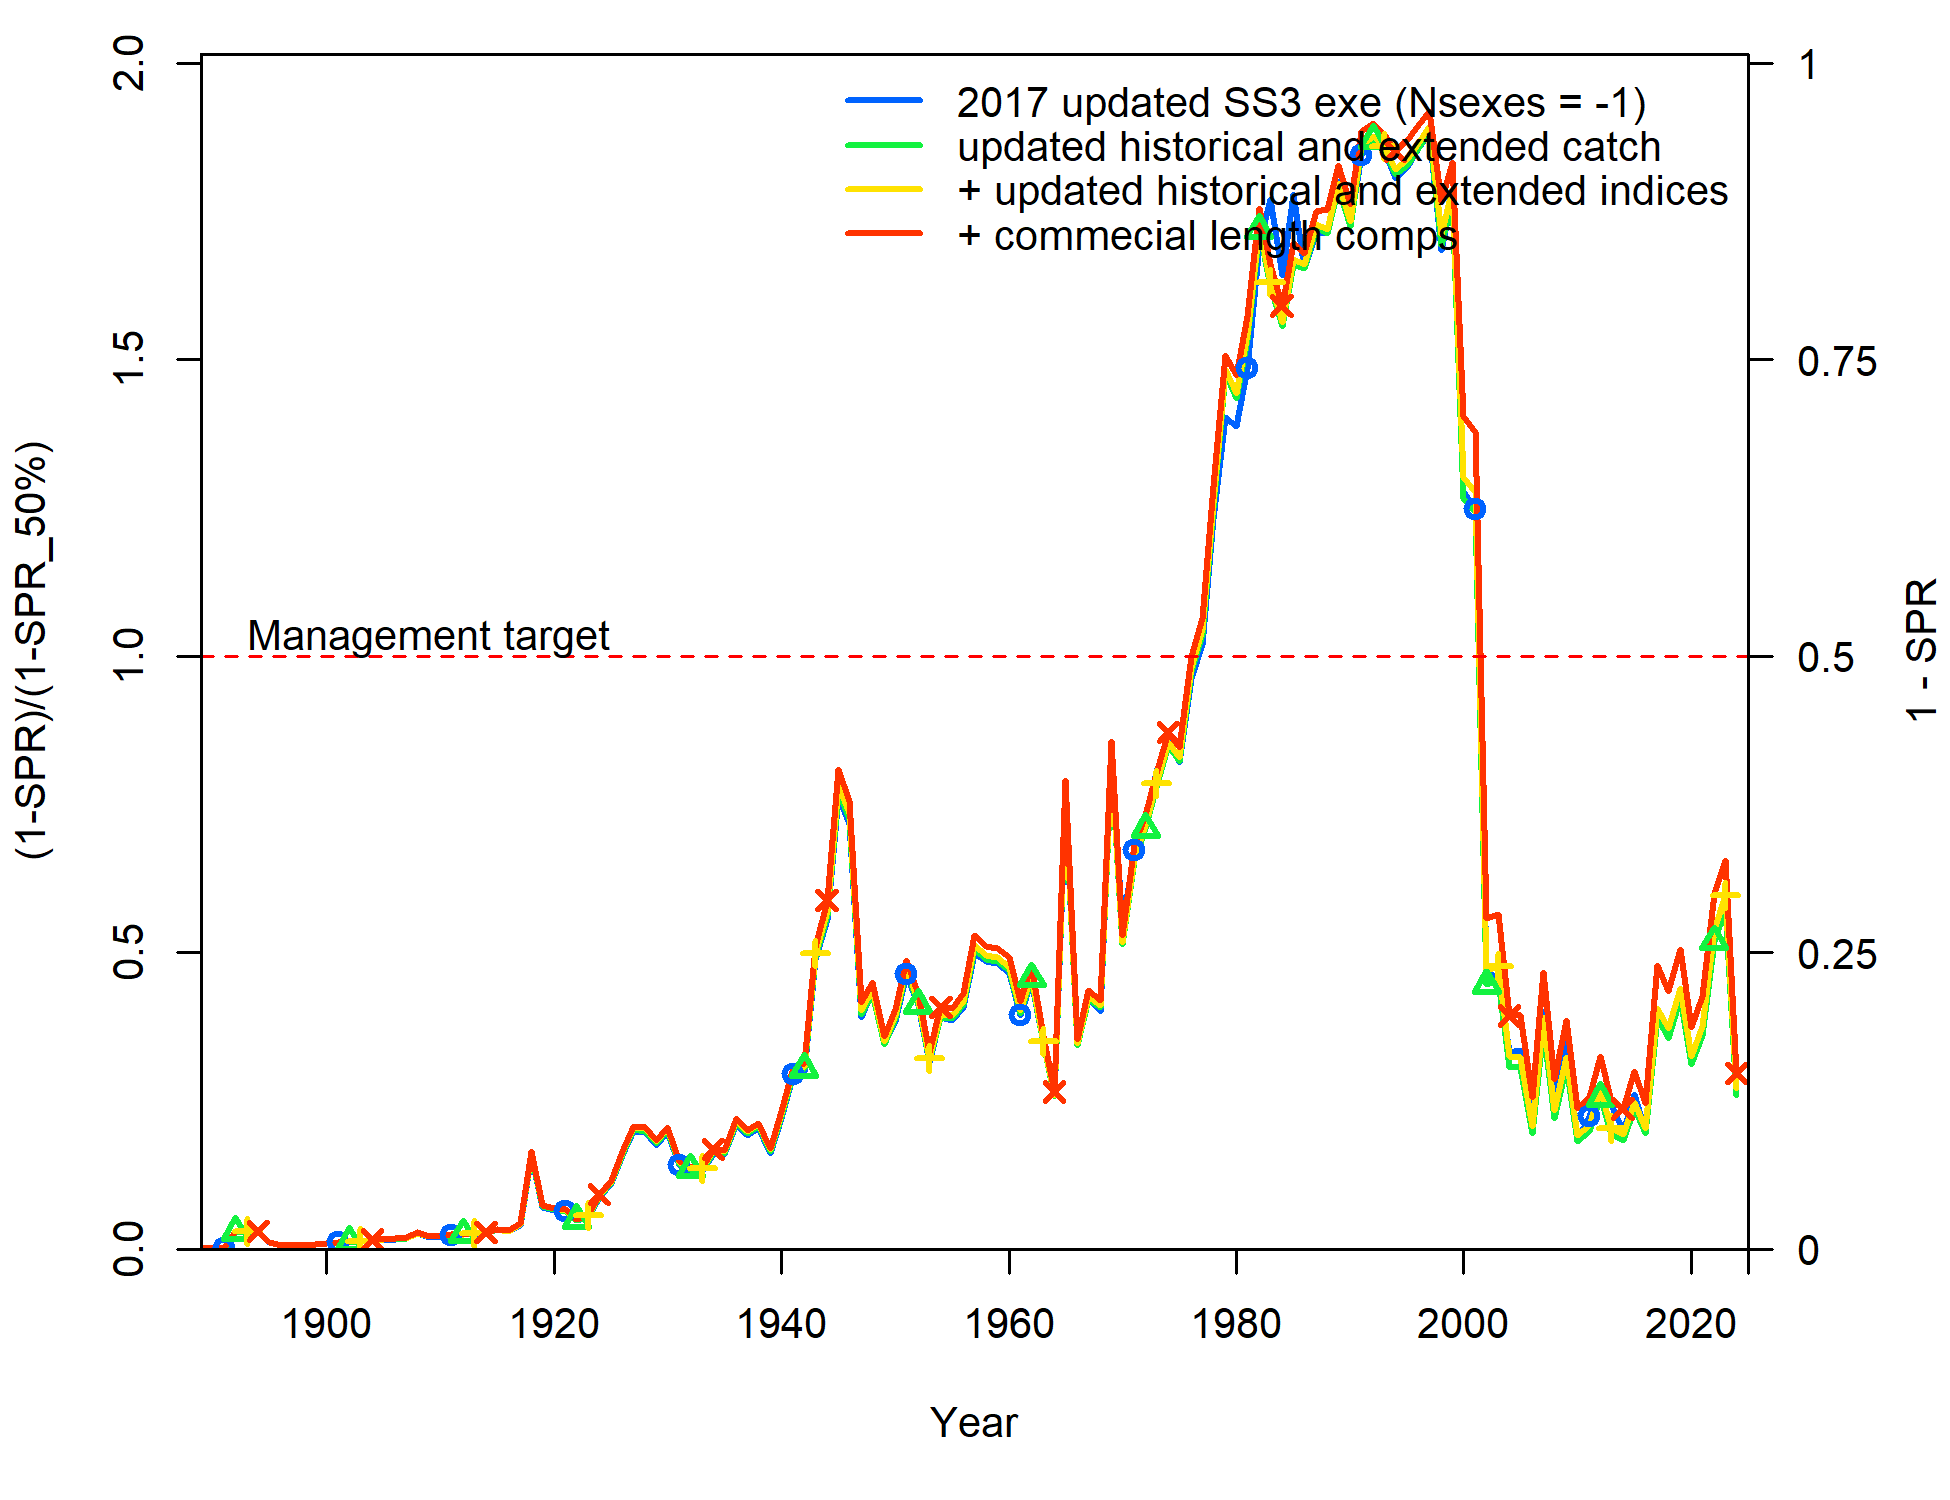 2017 updated SS3 exe (Nsexes = -1)
updated historical and extended catch
+ updated historical and extended indices
+ commecial length comps
Management target
(1-SPR)/(1-SPR_50%)
2.0
1.5
1.0
0.5
0.0
1
0.75
0.5
0.25
0
1 - SPR
1900 1920 1940 1960 1980 2000 2020
Year